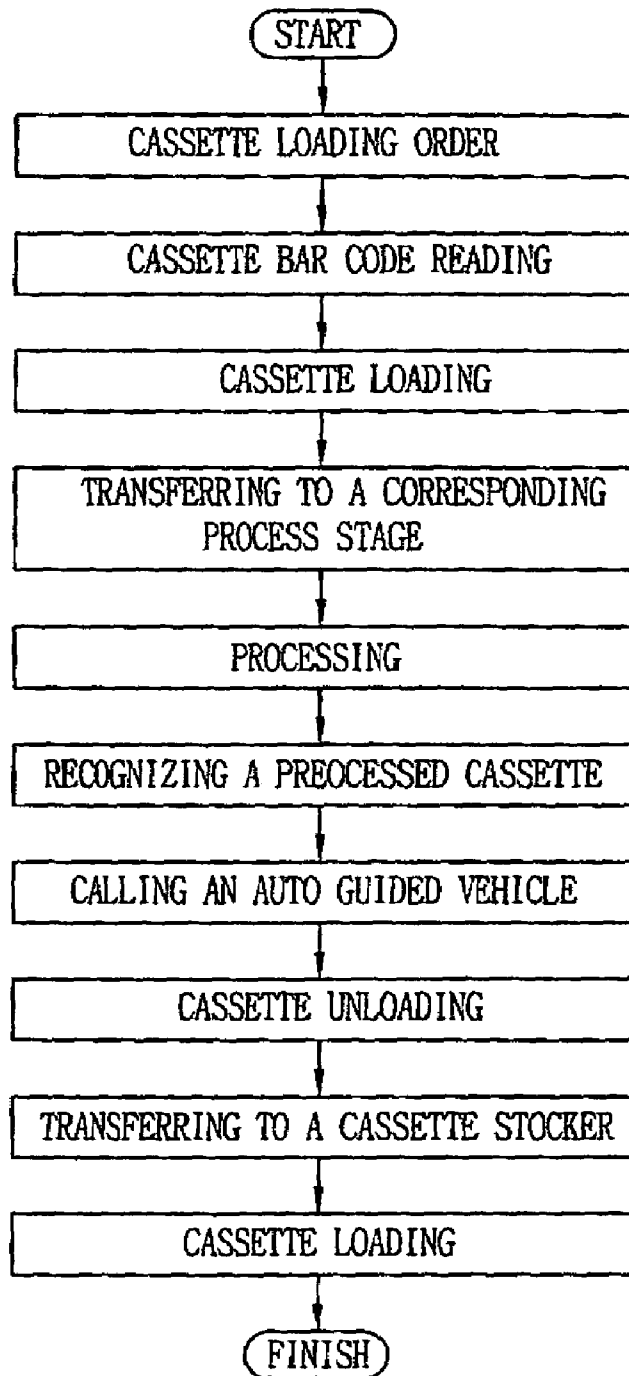 START
CASSETTE LOADING ORDER
CASSETTE BAR CODE READING
CASSETTE LOADING
TRANSFERRING TO A CORRESPONDING
PROCESS STAGE
PROCESSING
RECOGNIZING A PREOCESSED CASSETTE
CALLING AN AUTO GUIDED VEHICLE
CASSETTE UNLOADING
TRANSFERRING TO A CASSETTE STOCKER
CASSETTE LOADING
FINISH